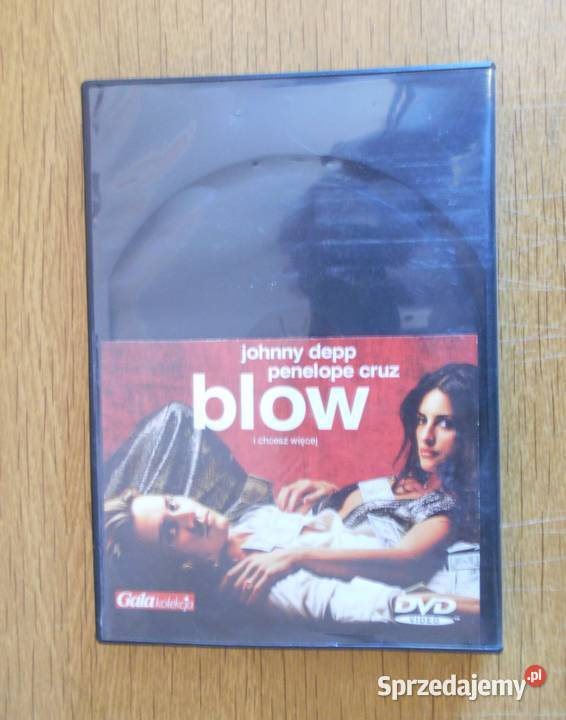 johnny depp
penelope cruz
blow
i chcesz więcej
Gala kolekcja
DVD
VIDEO
Sprzedajemy.pl